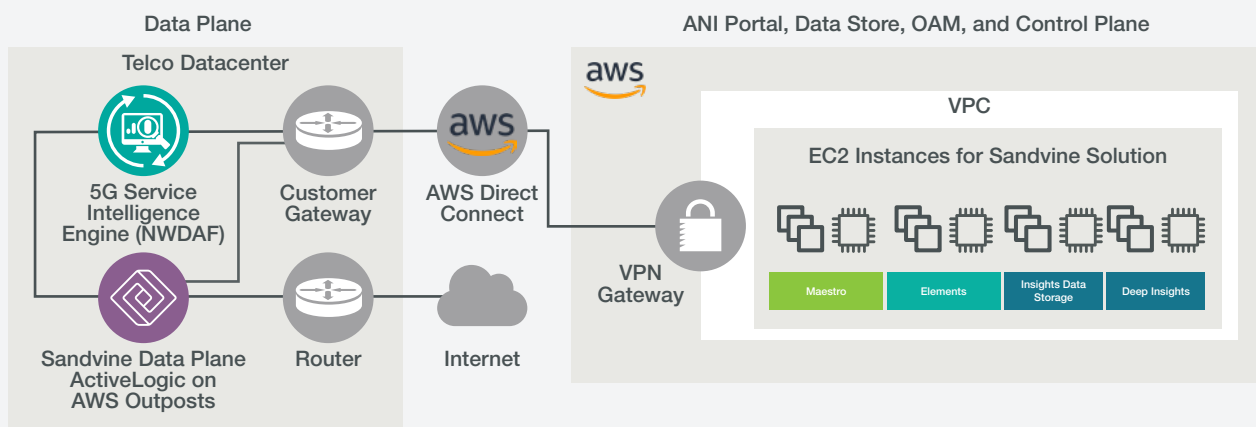 Data Plane
ANI Portal, Data Store, OAM, and Control Plane
Telco Datacenter
aws
VPC
EC2 Instances for Sandvine Solution
aws
5G Service
Intelligence
Engine (NWDAF)
Customer
Gateway
AWS Direct
Connect
VPN
Gateway
Maestro
Elements
Insights Data
Storage
Deep Insights
Sandvine Data Plane
ActiveLogic on
AWS Outposts
Router
Internet